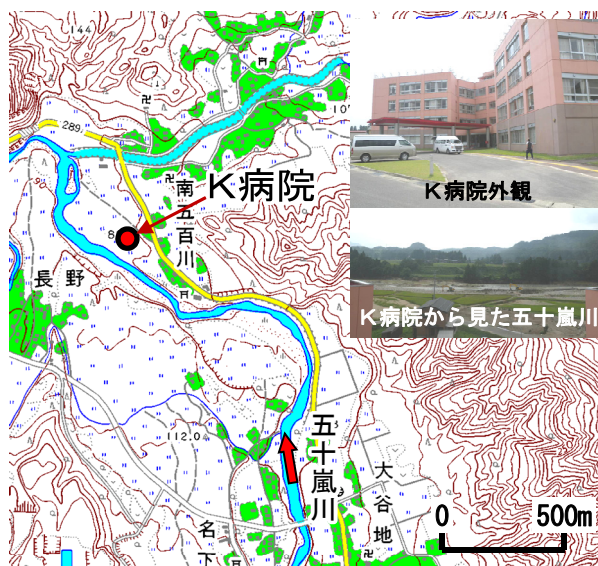 144
289
K病院
南五百川
長野
112.04
五十嵐川
大谷地
名下
0 500m
K病院外観
K病院から見た五十嵐川